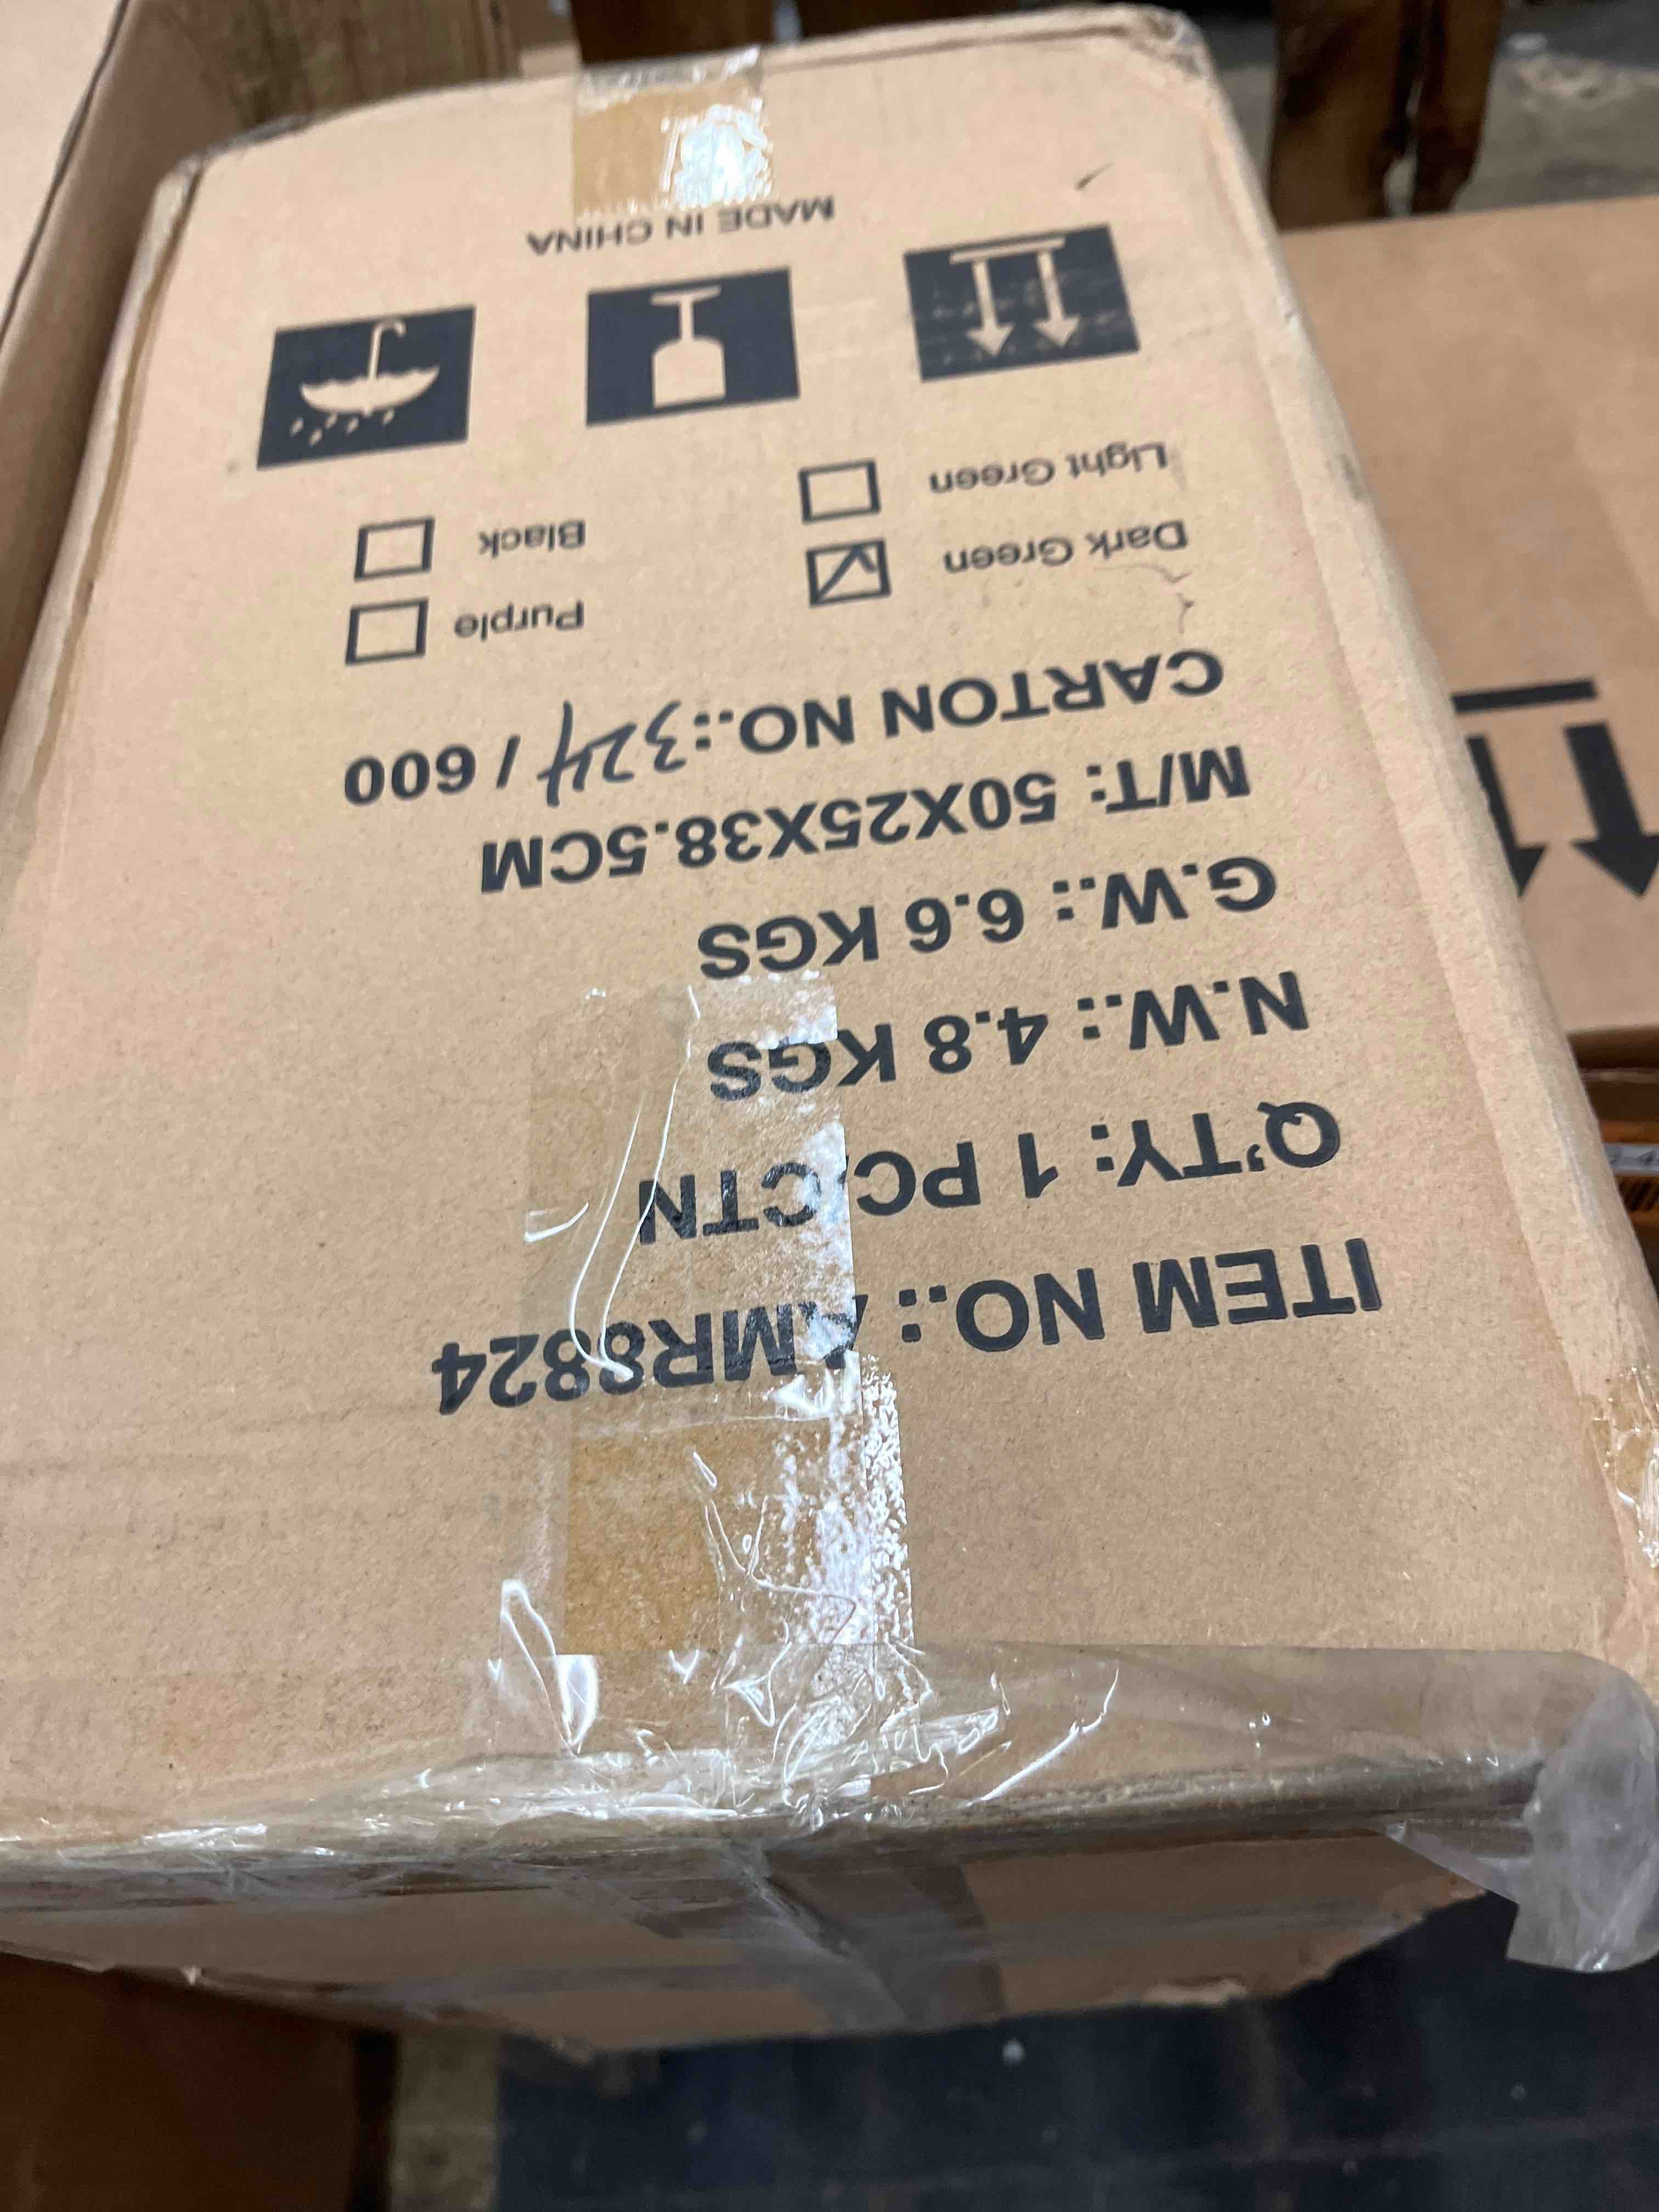 ITEM NO.: AMR8824
Q'TY: 1 PC/CTN
N.W.: 4.8 KGS
G.W.: 6.6 KGS
M/T: 50X25X38.5CM
CARTON NO.:324/600
Dark Green Purple
Light Green Black
MADE IN CHINA